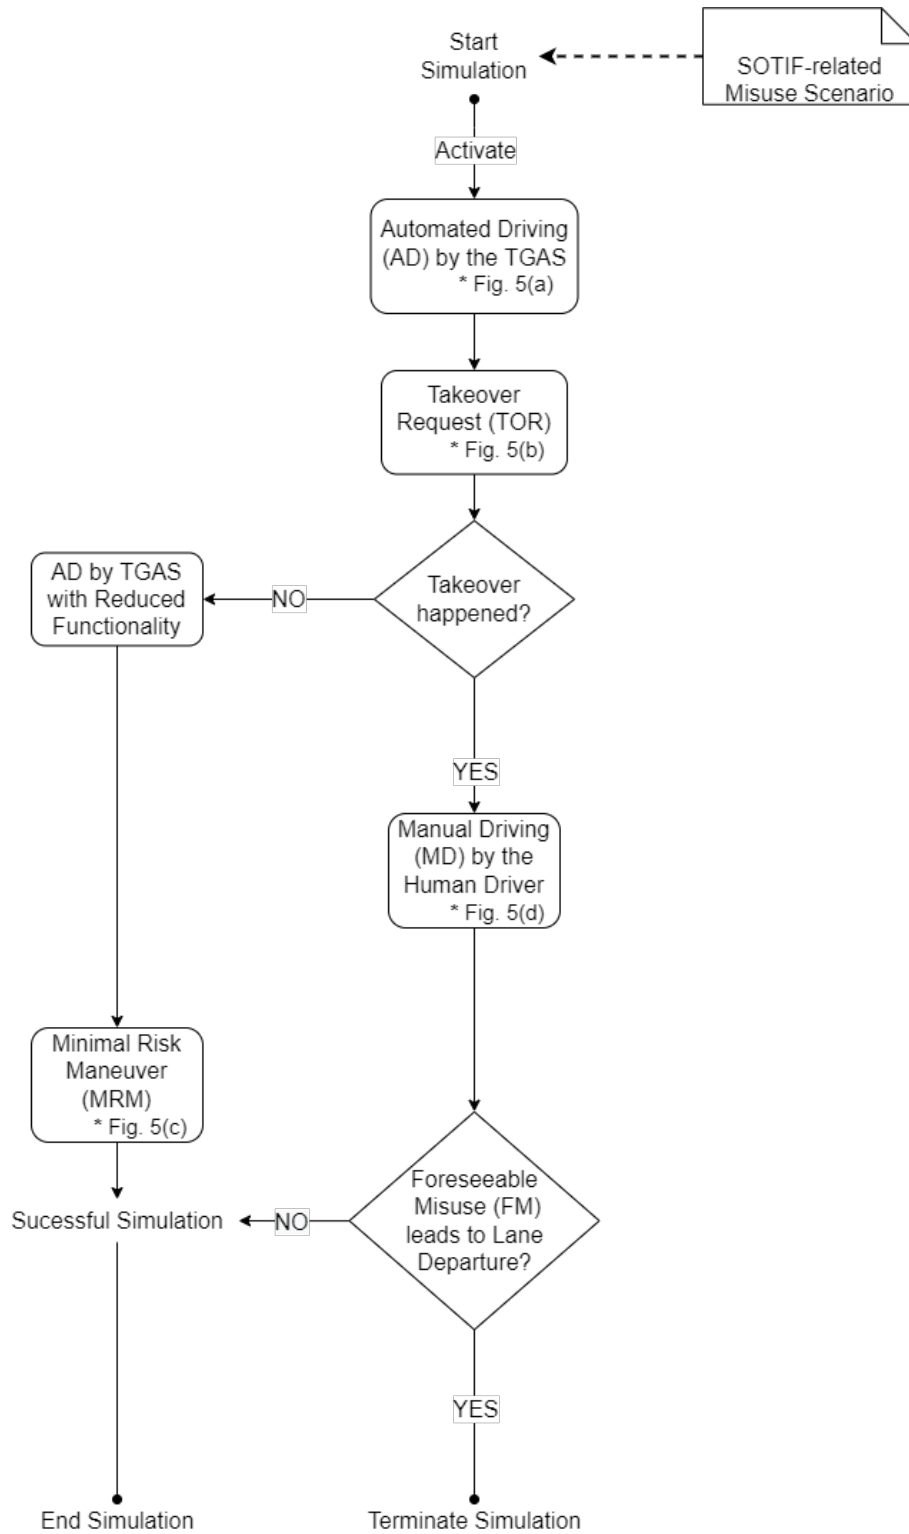 Start
Simulation
SOTIF-related
Misuse Scenario
Activate
Automated Driving
(AD) by the TGAS
* Fig. 5(a)
Takeover
Request (TOR)
* Fig. 5(b)
Takeover
happened?
NO
AD by TGAS
with Reduced
Functionality
YES
Manual Driving
(MD) by the
Human Driver
* Fig. 5(d)
Minimal Risk
Maneuver
(MRM)
* Fig. 5(c)
Foreseeable
Misuse (FM)
leads to Lane
Departure?
NO
Sucessful Simulation
YES
End Simulation
Terminate Simulation